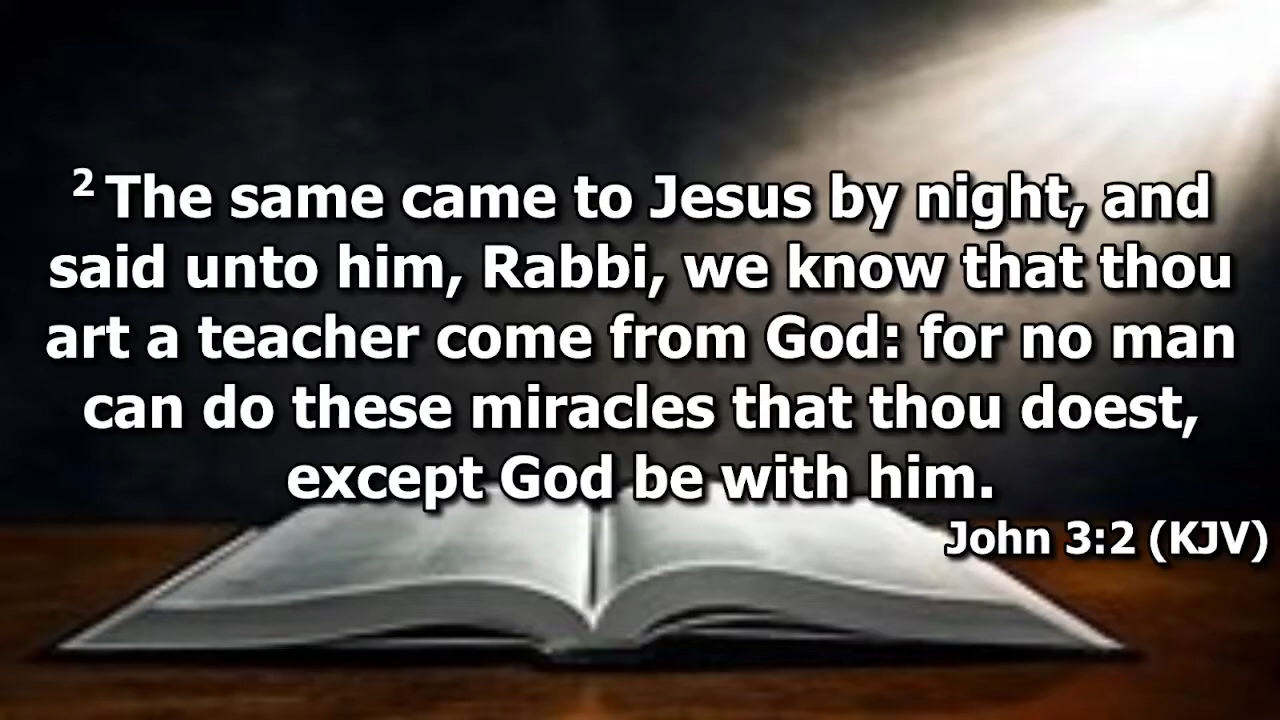 2 The same came to Jesus by night, and
said unto him, Rabbi, we know that thou
art a teacher come from God: for no man
can do these miracles that thou doest,
except God be with him.
John 3:2 (KJV)